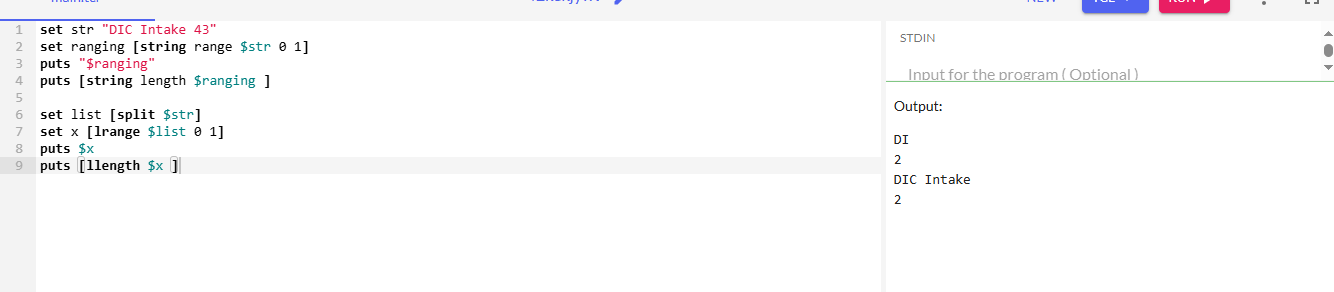 NEW
1 set str "DIC Intake 43"
2 set ranging [string range $str 0 1]
3 puts "$ranging"
4 puts [string length $ranging ]
5
6 set list [split $str]
7 set x [lrange $list 0 1]
8 puts $x
9 puts [llength $x ]
STDIN
Input for the program ( Optional )
Output:
DI
2
DIC Intake
2